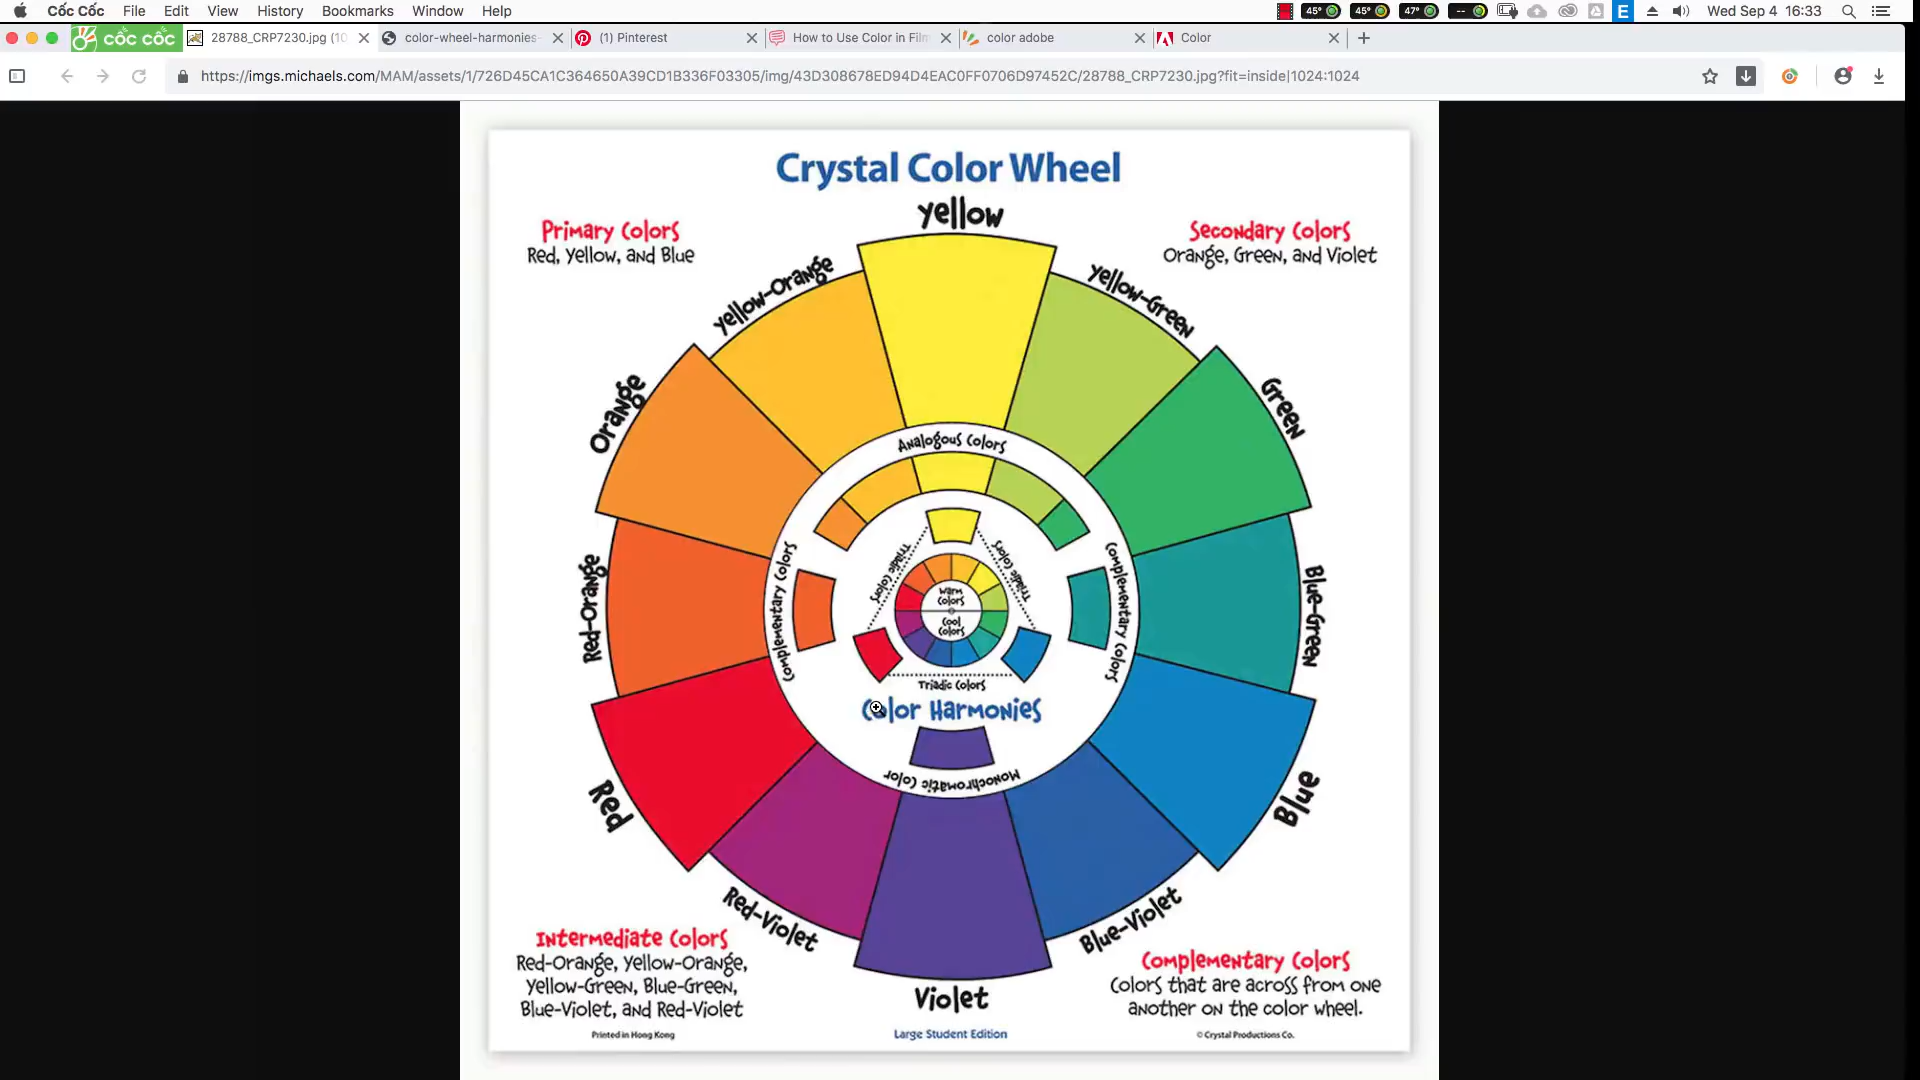 Cốc Cốc File Edit View History Bookmarks Window Help 45° 45° 47° -- E Wed Sep 4 16:33
cốc cốc 28788_CRP7230.jpg (10 color-wheel-harmonies- (1) Pinterest How to Use Color in Film color adobe Color
https://imgs.michaels.com/MAM/assets/1/726D45CA1C364650A39CD1B336F03305/img/43D308678ED94D4EAC0FF0706D97452C/28788_CRP7230.jpg?fit=inside|1024:1024
Crystal Color Wheel
Primary Colors
Red, Yellow, and Blue
Secondary Colors
Orange, Green, and Violet
Yellow
Yellow-Orange
Yellow-Green
Orange
Green
Red-Orange
Blue-Green
Red
Blue
Red-Violet
Blue-Violet
Violet
Analogous Colors
Complementary Colors
Complementary Colors
Triadic Colors
Triadic Colors
Warm
Colors
Cool
Colors
Triadic Colors
Color Harmonies
Monochromatic Color
Intermediate Colors
Red-Orange, Yellow-Orange,
Yellow-Green, Blue-Green,
Blue-Violet, and Red-Violet
Complementary Colors
Colors that are across from one
another on the color wheel.
Printed in Hong Kong
Large Student Edition
© Crystal Productions Co.